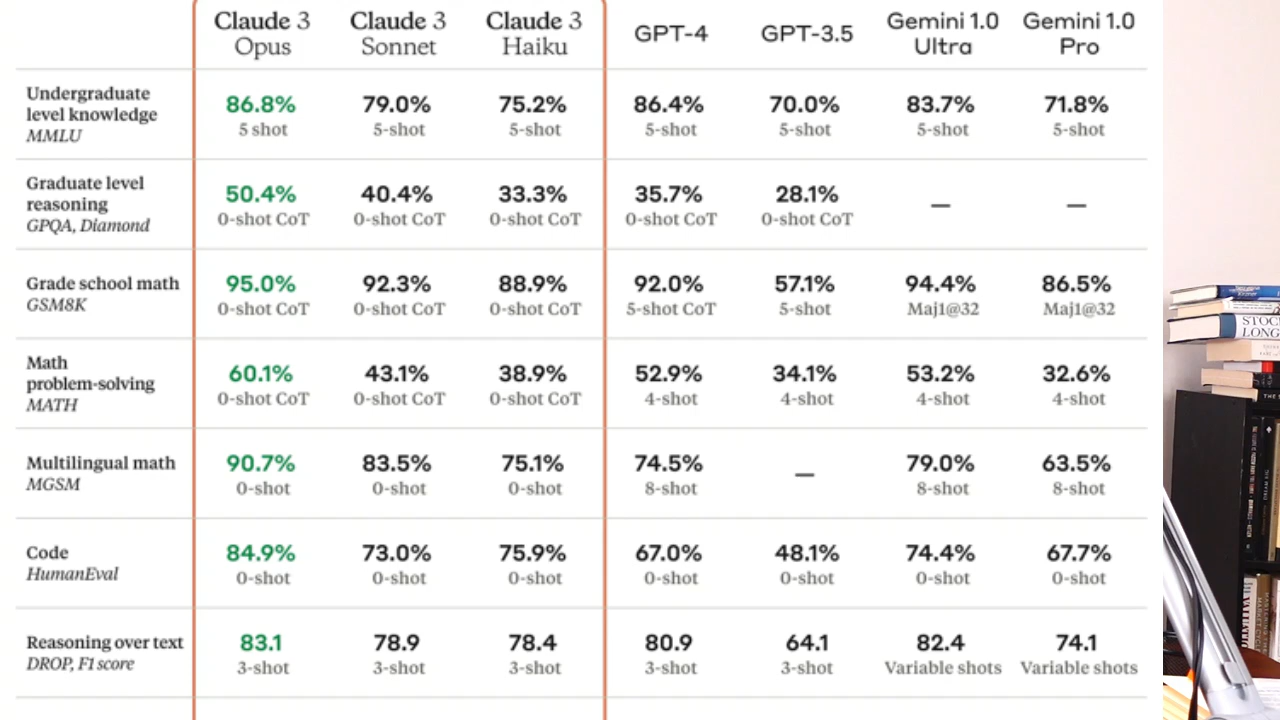 Claude 3 Opus
Claude 3 Sonnet
Claude 3 Haiku
GPT-4
GPT-3.5
Gemini 1.0 Ultra
Gemini 1.0 Pro
Undergraduate
level knowledge
MMLU
86.8% 79.0% 75.2% 86.4% 70.0% 83.7% 71.8%
5 shot 5-shot 5-shot 5-shot 5-shot 5-shot 5-shot
Graduate level
reasoning
GPQA, Diamond
50.4% 40.4% 33.3% 35.7% 28.1% — —
0-shot CoT 0-shot CoT 0-shot CoT 0-shot CoT 0-shot CoT
Grade school math
GSM8K
95.0% 92.3% 88.9% 92.0% 57.1% 94.4% 86.5%
0-shot CoT 0-shot CoT 0-shot CoT 5-shot CoT 5-shot Maj1@32 Maj1@32
Math
problem-solving
MATH
60.1% 43.1% 38.9% 52.9% 34.1% 53.2% 32.6%
0-shot CoT 0-shot CoT 0-shot CoT 4-shot 4-shot 4-shot 4-shot
Multilingual math
MGSM
90.7% 83.5% 75.1% 74.5% — 79.0% 63.5%
0-shot 0-shot 0-shot 8-shot 8-shot 8-shot
Code
HumanEval
84.9% 73.0% 75.9% 67.0% 48.1% 74.4% 67.7%
0-shot 0-shot 0-shot 0-shot 0-shot 0-shot 0-shot
Reasoning over text
DROP, F1 score
83.1 78.9 78.4 80.9 64.1 82.4 74.1
3-shot 3-shot 3-shot 3-shot 3-shot Variable shots Variable shots
STOC
LONG